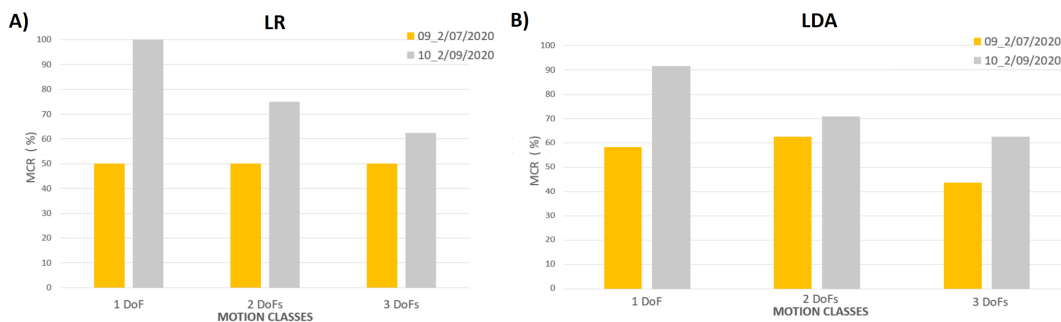 A)
LR
09_2/07/2020
10_2/09/2020
100
90
80
70
60
50
40
30
20
10
0
MCR ( %)
1 DoF
2 DoFs
3 DoFs
MOTION CLASSES
B)
LDA
09_2/07/2020
10_2/09/2020
100
90
80
70
60
50
40
30
20
10
0
MCR ( %)
1 DoF
2 DoFs
3 DoFs
MOTION CLASSES